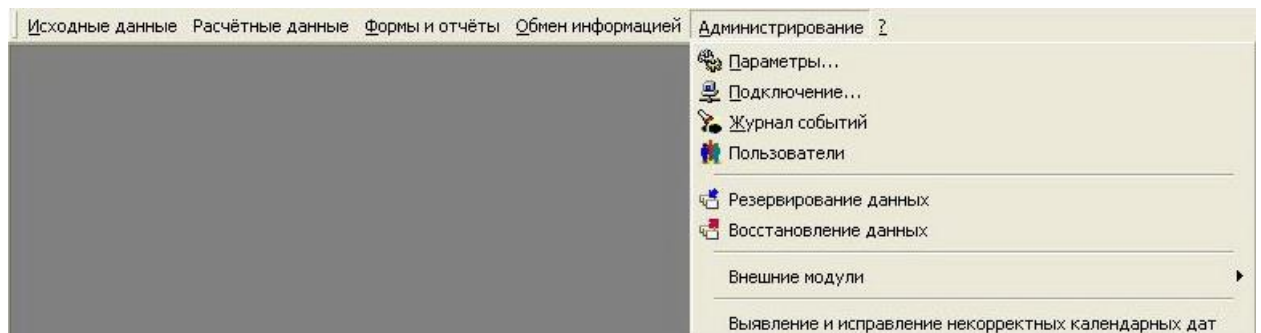 Исходные данные Расчётные данные Формы и отчёты Обмен информацией Администрирование ?
Параметры...
Подключение...
Журнал событий
Пользователи
Резервирование данных
Восстановление данных
Внешние модули
Выявление и исправление некорректных календарных дат